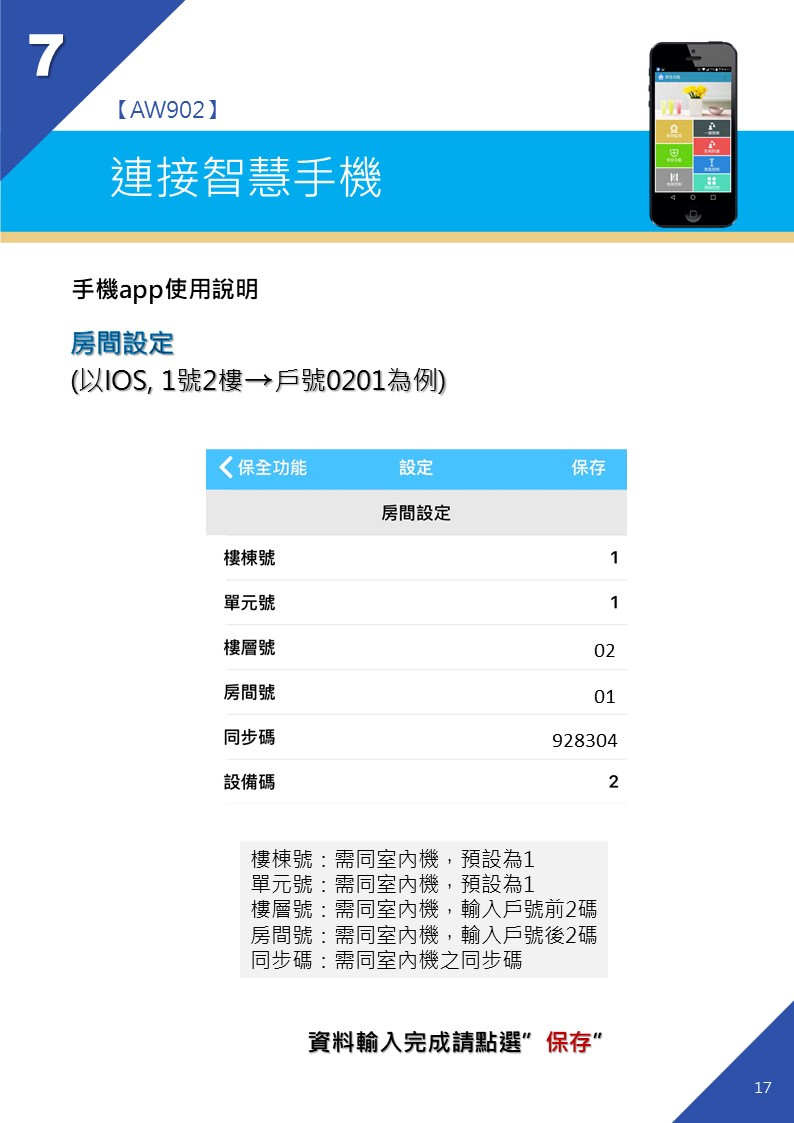 7
【AW902】
連接智慧手機
手機app使用說明
房間設定
(以IOS, 1號2樓→戶號0201為例)
保全功能 設定 保存
房間設定
樓棟號 1
單元號 1
樓層號 02
房間號 01
同步碼 928304
設備碼 2
樓棟號：需同室內機，預設為1
單元號：需同室內機，預設為1
樓層號：需同室內機，輸入戶號前2碼
房間號：需同室內機，輸入戶號後2碼
同步碼：需同室內機之同步碼
資料輸入完成請點選”保存“
17